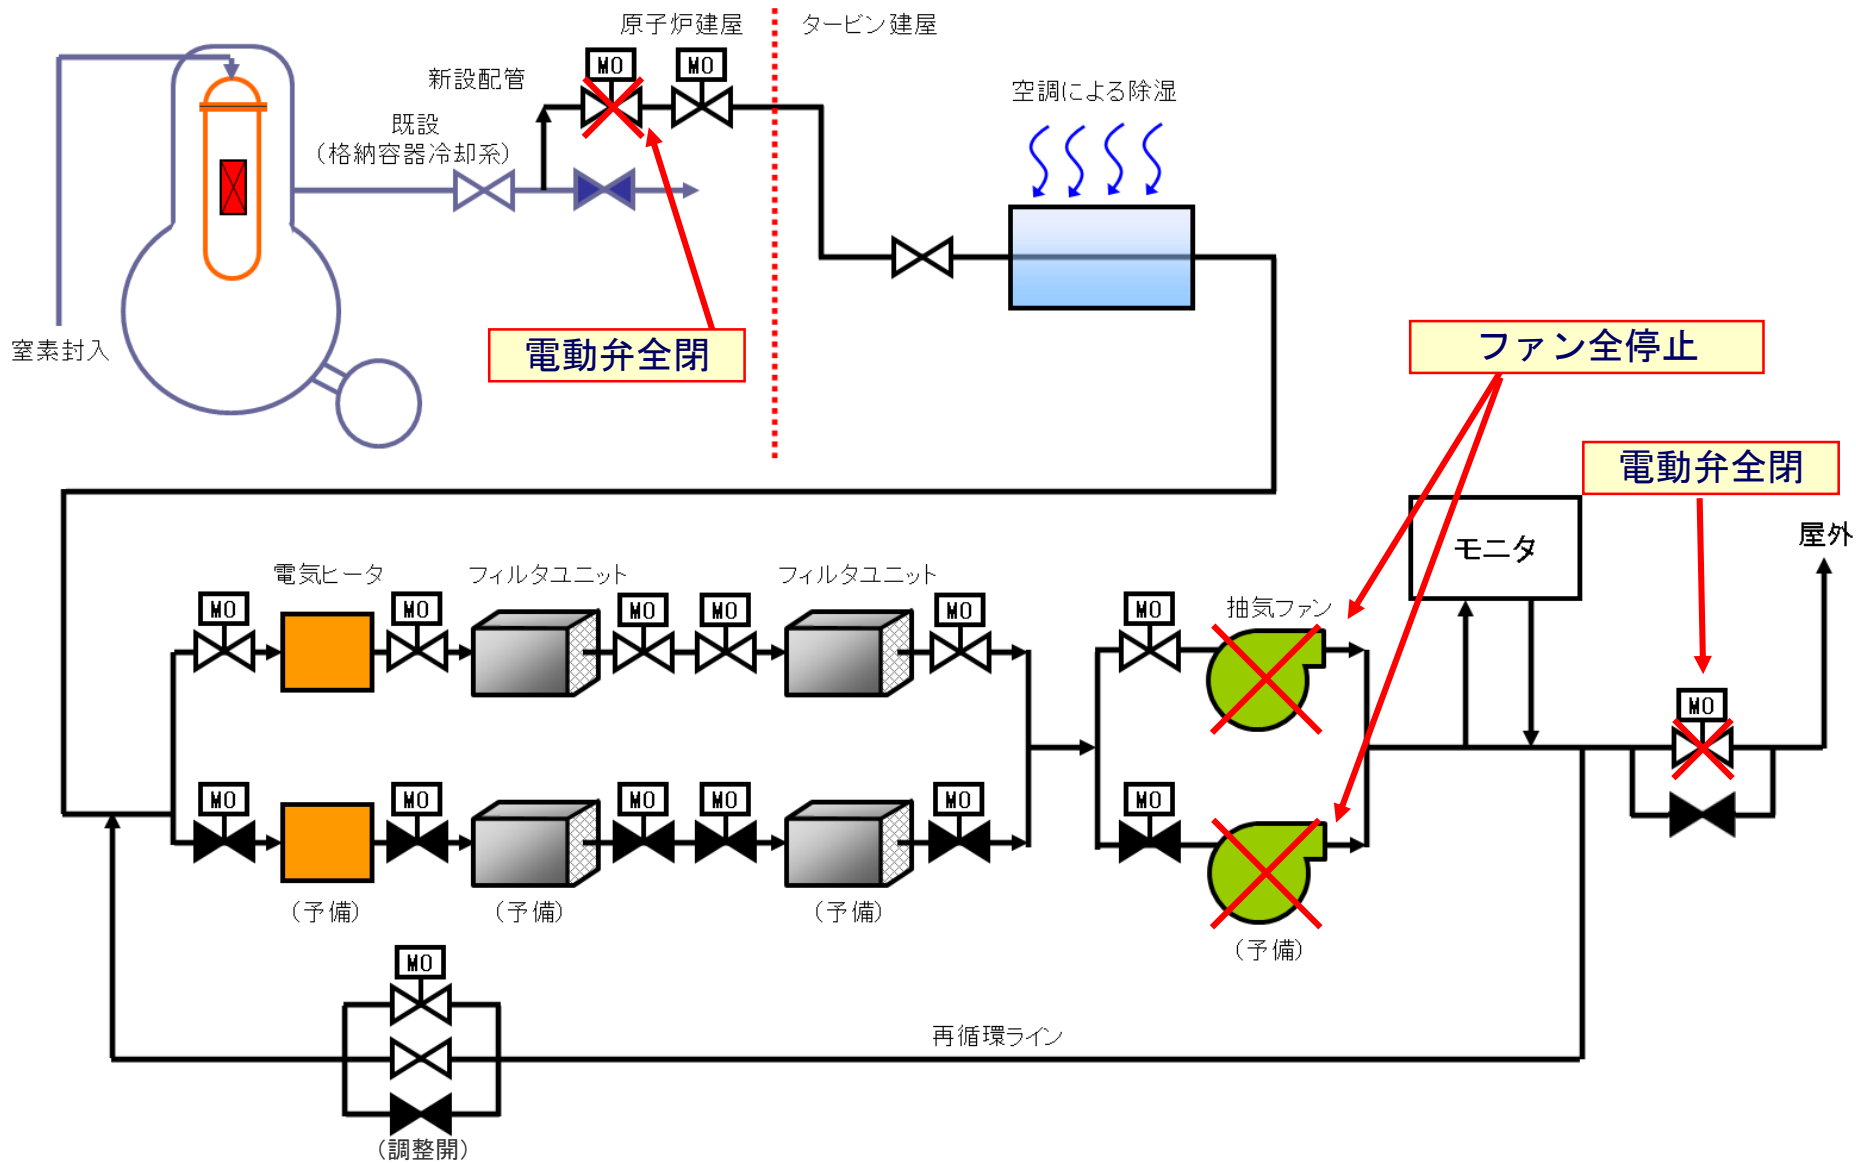 原子炉建屋
タービン建屋
MO
MO
新設配管
空調による除湿
既設
(格納容器冷却系)
窒素封入
電動弁全閉
ファン全停止
電動弁全閉
モニタ
屋外
電気ヒータ
フィルタユニット
フィルタユニット
抽気ファン
MO
MO
MO
MO
MO
MO
MO
MO
MO
MO
MO
MO
MO
(予備)
(予備)
(予備)
(予備)
MO
再循環ライン
(調整開)